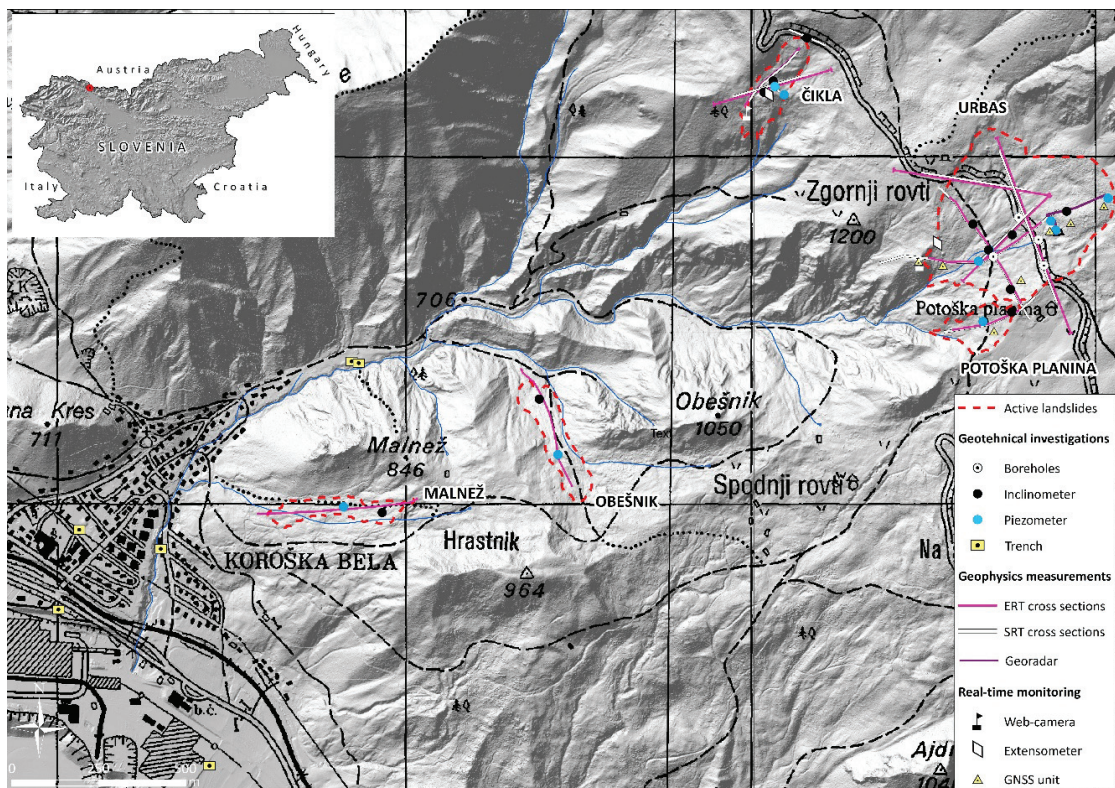 Austria
Hungary
SLOVENIA
Italy
Croatia
e
ČIKLA
URBAS
Zgornji rovti
1200
706
Potoška planina
POTOŠKA PLANINA
na Kres
711
Obešnik
1050
Text
Malnež
846
MALNEŽ
OBEŠNIK
Spodnji rovti
Hrastnik
KOROŠKA BELA
964
Na
b.č.
0
500
m
K
Active landslides
Geotehnical investigations
Boreholes
Inclinometer
Piezometer
Trench
Geophysics measurements
ERT cross sections
SRT cross sections
Georadar
Real-time monitoring
Web-camera
Extensometer
GNSS unit